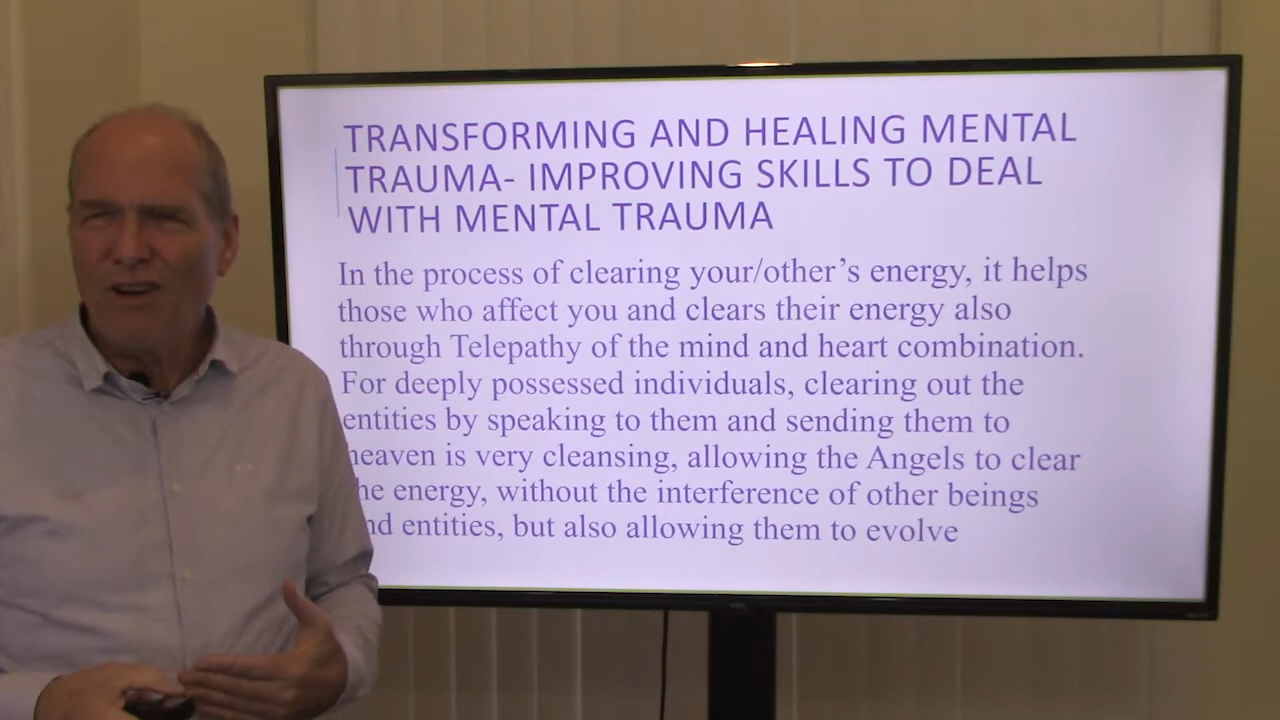 TRANSFORMING AND HEALING MENTAL
TRAUMA- IMPROVING SKILLS TO DEAL
WITH MENTAL TRAUMA
In the process of clearing your/other's energy, it helps
those who affect you and clears their energy also
through Telepathy of the mind and heart combination.
For deeply possessed individuals, clearing out the
entities by speaking to them and sending them to
heaven is very cleansing, allowing the Angels to clear
the energy, without the interference of other beings
and entities, but also allowing them to evolve